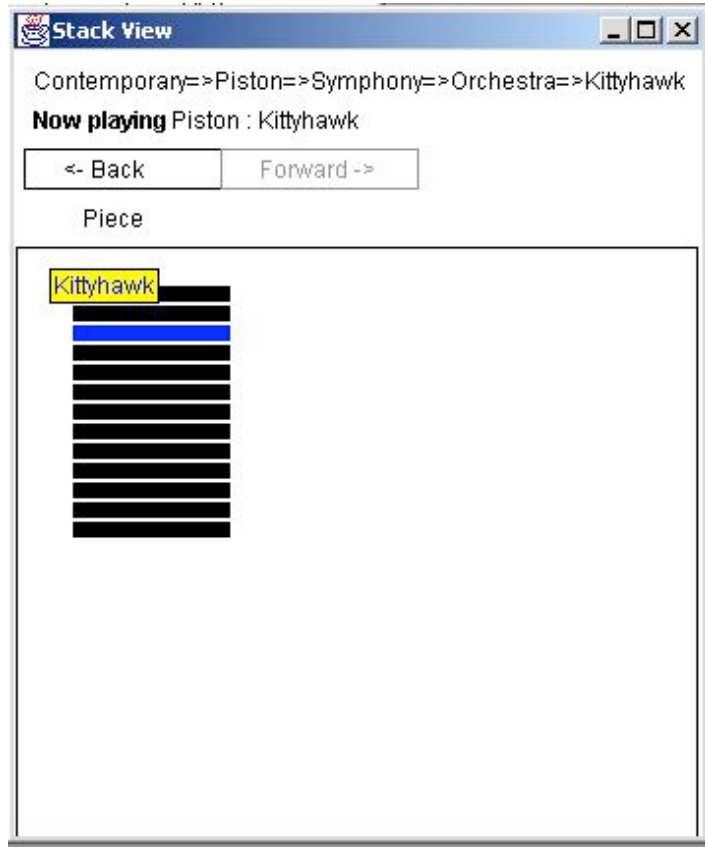 Stack View
Contemporary=>Piston=>Symphony=>Orchestra=>Kittyhawk
Now playing Piston : Kittyhawk
<- Back Forward ->
Piece
Kittyhawk